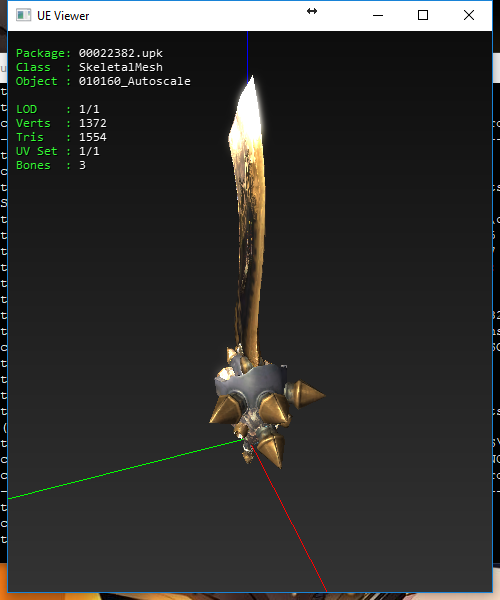 UE Viewer
Package: 00022382.upk
Class : SkeletalMesh
Object : 010160_Autoscale
LOD : 1/1
Verts : 1372
Tris : 1554
UV Set : 1/1
Bones : 3